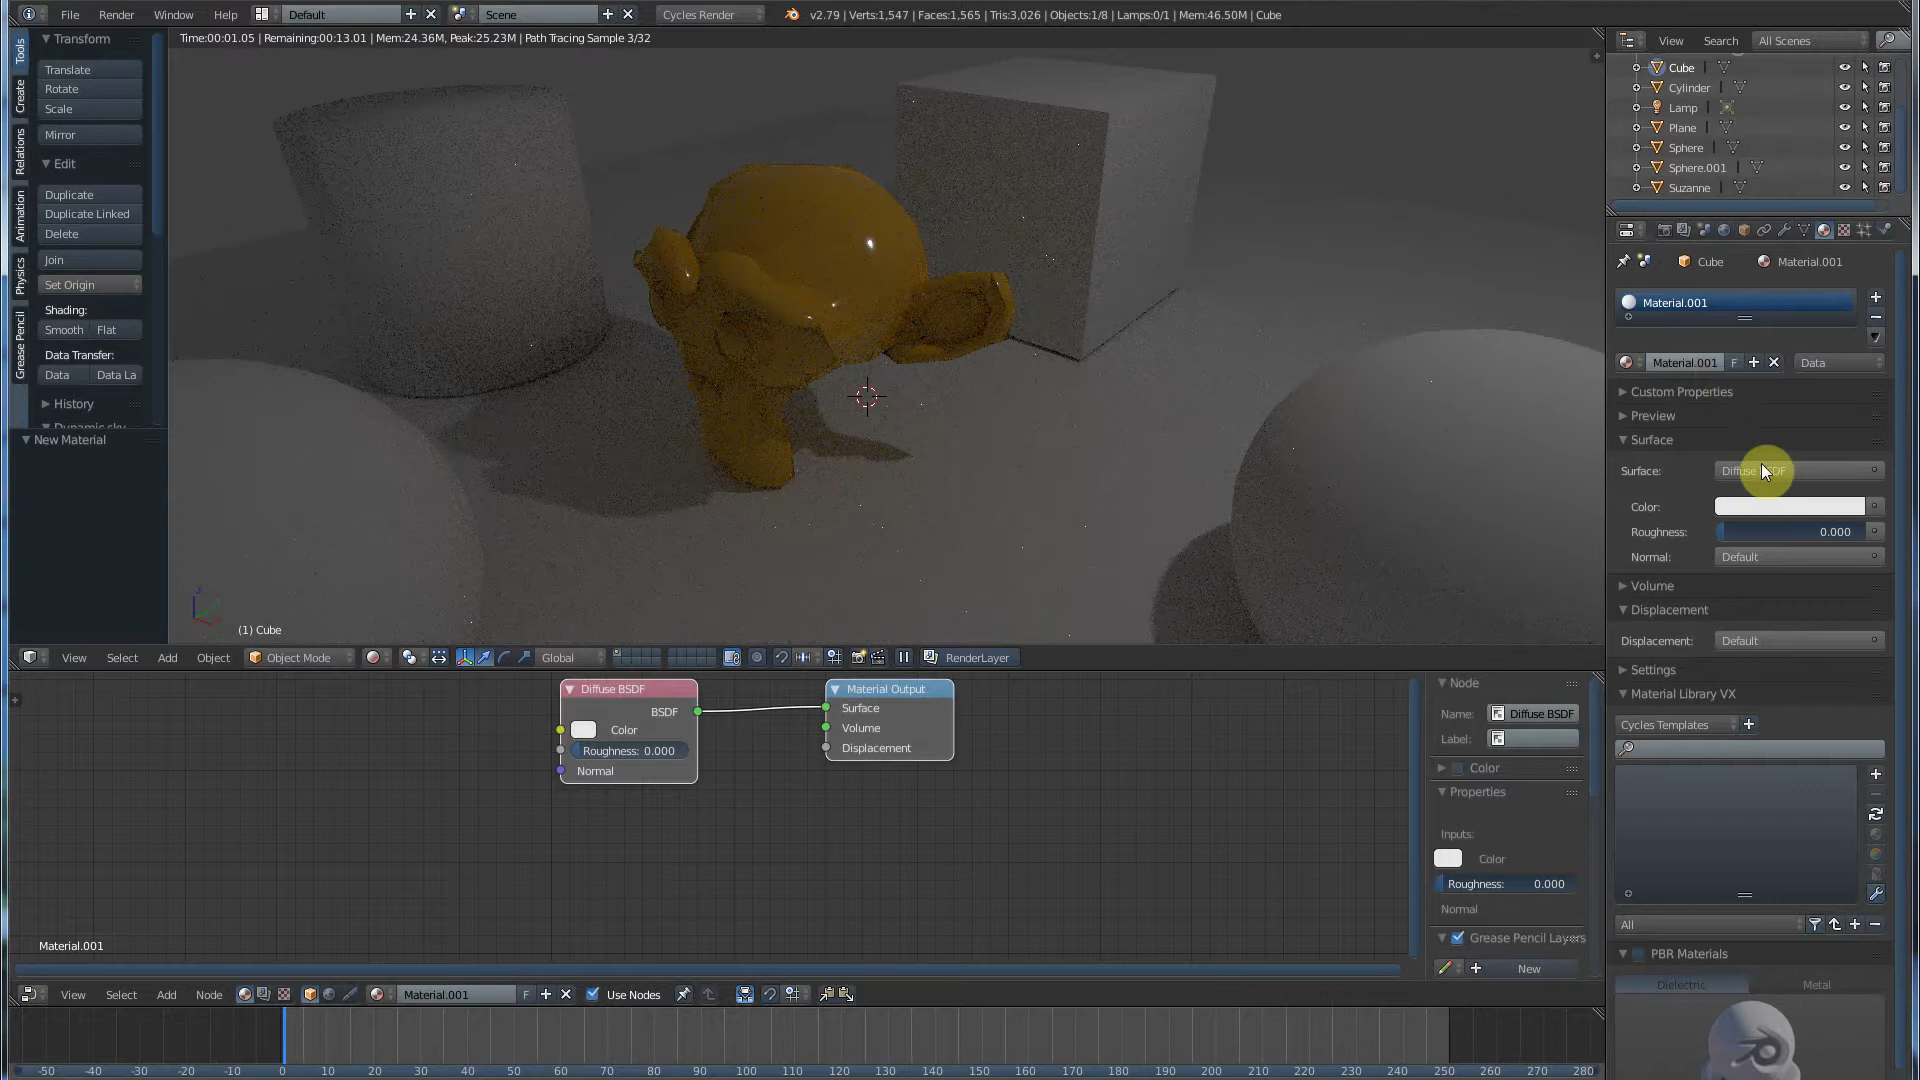 File Render Window Help Default Scene Cycles Render v2.79 | Verts:1,547 | Faces:1,565 | Tris:3,026 | Objects:1/8 | Lamps:0/1 | Mem:46.50M | Cube
Time:00:01.05 | Remaining:00:13.01 | Mem:24.36M, Peak:25.23M | Path Tracing Sample 3/32
Tools
Create
Relations
Animation
Physics
Grease Pencil
Transform
Translate
Rotate
Scale
Mirror
Edit
Duplicate
Duplicate Linked
Delete
Join
Set Origin
Shading:
Smooth Flat
Data Transfer:
Data Data La
History
Dynamic sky
New Material
(1) Cube
View Select Add Object Object Mode Global RenderLayer
View Search All Scenes
Cube
Cylinder
Lamp
Plane
Sphere
Sphere.001
Suzanne
Cube Material.001
Material.001
Material.001 F Data
Custom Properties
Preview
Surface
Surface: Diffuse BSDF
Color:
Roughness: 0.000
Normal: Default
Volume
Displacement
Displacement: Default
Settings
Material Library VX
Cycles Templates
All
PBR Materials
Dielectric Metal
Diffuse BSDF
BSDF
Color
Roughness: 0.000
Normal
Material Output
Surface
Volume
Displacement
Node
Name: Diffuse BSDF
Label:
Color
Properties
Inputs:
Color
Roughness: 0.000
Normal
Grease Pencil Layers
New
Material.001
View Select Add Node Material.001 F Use Nodes
-50 -40 -30 -20 -10 0 10 20 30 40 50 60 70 80 90 100 110 120 130 140 150 160 170 180 190 200 210 220 230 240 250 260 270 280